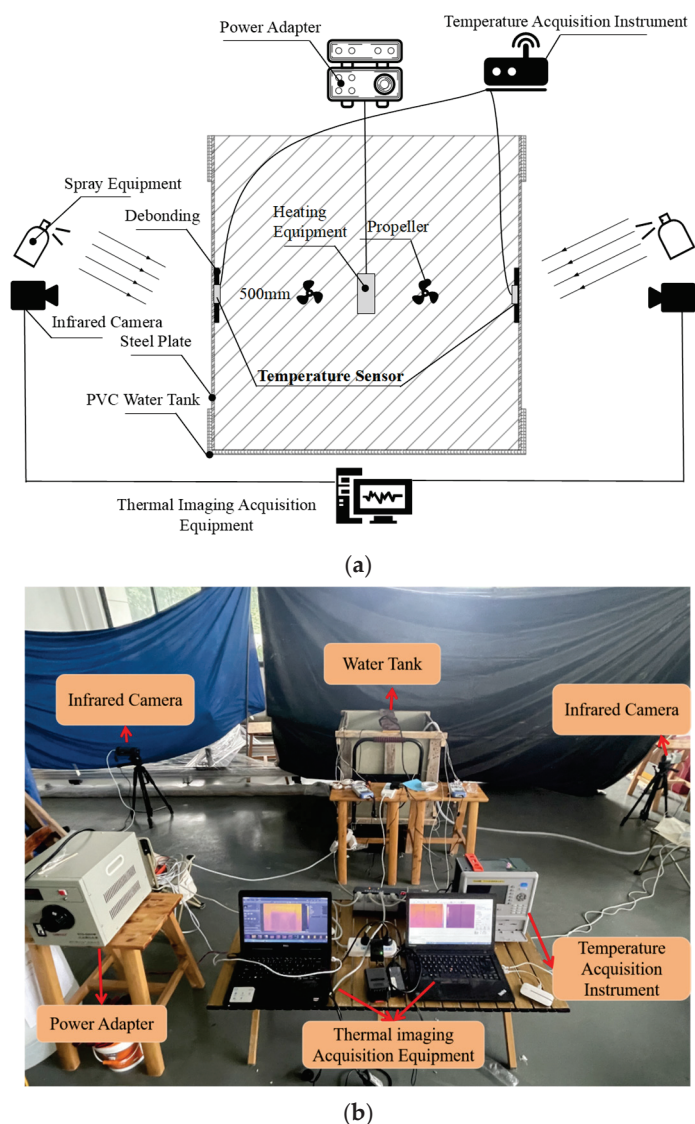 Power Adapter
Temperature Acquisition Instrument
Spray Equipment
Debonding
Heating
Equipment
Propeller
500mm
Infrared Camera
Steel Plate
Temperature Sensor
PVC Water Tank
Thermal Imaging Acquisition
Equipment
(a)
Water Tank
Infrared Camera
Infrared Camera
Temperature
Acquisition
Instrument
Power Adapter
Thermal imaging
Acquisition Equipment
(b)